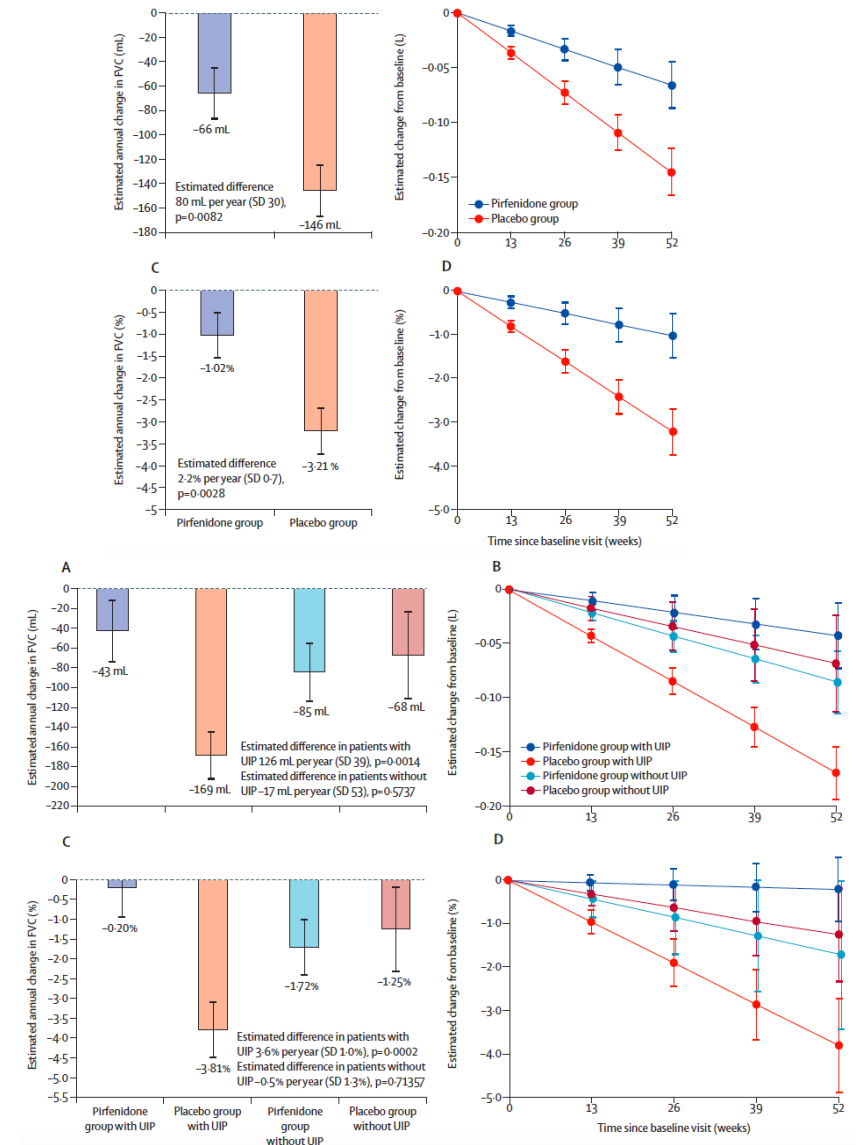 Estimated annual change in FVC (mL)
0
–20
–40
–60
–80
–100
–120
–140
–160
–180
–66 mL
–146 mL
Estimated difference
80 mL per year (SD 30),
p=0·0082
Estimated change from baseline (L)
0
–0·05
–0·10
–0·15
–0·20
Pirfenidone group
Placebo group
0 13 26 39 52
C
Estimated annual change in FVC (%)
0
–0·5
–1·0
–1·5
–2·0
–2·5
–3·0
–3·5
–4·0
–4·5
–5
–1·02%
–3·21 %
Estimated difference
2·2% per year (SD 0·7),
p=0·0028
Pirfenidone group Placebo group
D
Estimated change from baseline (%)
0
–1·0
–2·0
–3·0
–4·0
–5·0
0 13 26 39 52
Time since baseline visit (weeks)
A
Estimated annual change in FVC (mL)
0
–20
–40
–60
–80
–100
–120
–140
–160
–180
–200
–220
–43 mL
–169 mL
–85 mL
–68 mL
Estimated difference in patients with
UIP 126 mL per year (SD 39), p=0·0014
Estimated difference in patients without
UIP –17 mL per year (SD 53), p=0·5737
B
Estimated change from baseline (L)
0
–0·05
–0·10
–0·15
–0·20
Pirfenidone group with UIP
Placebo group with UIP
Pirfenidone group without UIP
Placebo group without UIP
0 13 26 39 52
C
Estimated annual change in FVC (%)
0
–0·5
–1·0
–1·5
–2·0
–2·5
–3·0
–3·5
–4·0
–4·5
–5·0
–5·5
–0·20%
–3·81%
–1·72%
–1·25%
Estimated difference in patients with
UIP 3·6% per year (SD 1·0%), p=0·0002
Estimated difference in patients without
UIP –0·5% per year (SD 1·3%), p=0·71357
Pirfenidone
group with UIP
Placebo group
with UIP
Pirfenidone
group
without UIP
Placebo group
without UIP
D
Estimated change from baseline (%)
0
–1·0
–2·0
–3·0
–4·0
–5·0
0 13 26 39 52
Time since baseline visit (weeks)